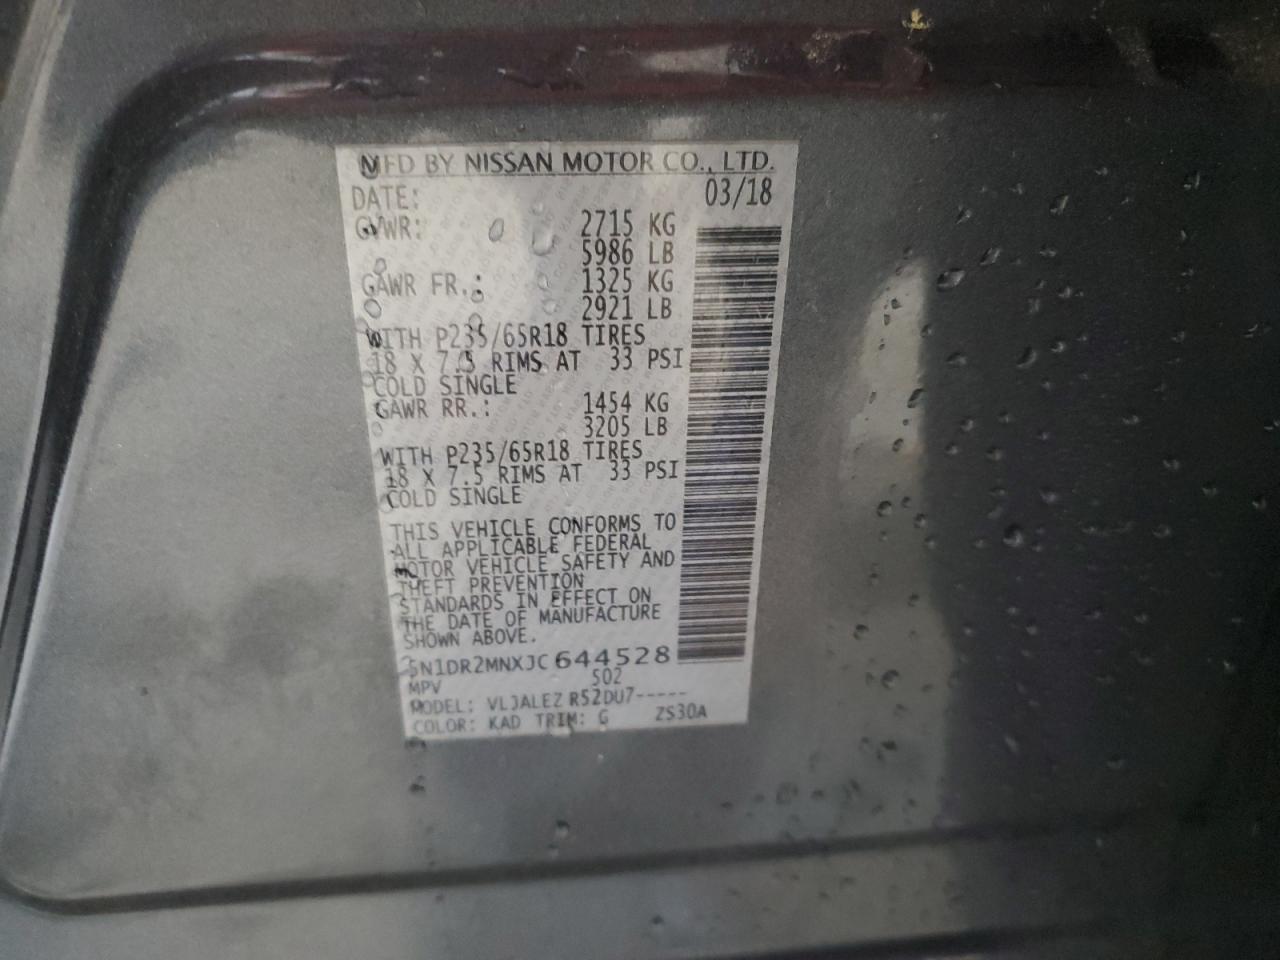 MFD BY NISSAN MOTOR CO., LTD.
DATE: 03/18
GVWR: 2715 KG
5986 LB
GAWR FR.: 1325 KG
2921 LB
WITH P235/65R18 TIRES
18 X 7.5 RIMS AT 33 PSI
COLD SINGLE
GAWR RR.: 1454 KG
3205 LB
WITH P235/65R18 TIRES
18 X 7.5 RIMS AT 33 PSI
COLD SINGLE
THIS VEHICLE CONFORMS TO
ALL APPLICABLE FEDERAL
MOTOR VEHICLE SAFETY AND
THEFT PREVENTION
STANDARDS IN EFFECT ON
THE DATE OF MANUFACTURE
SHOWN ABOVE.
5N1DR2MNXJC644528
MPV S02
MODEL: VLJALEZ R52DU7-----
COLOR: KAD TRIM: G ZS30A